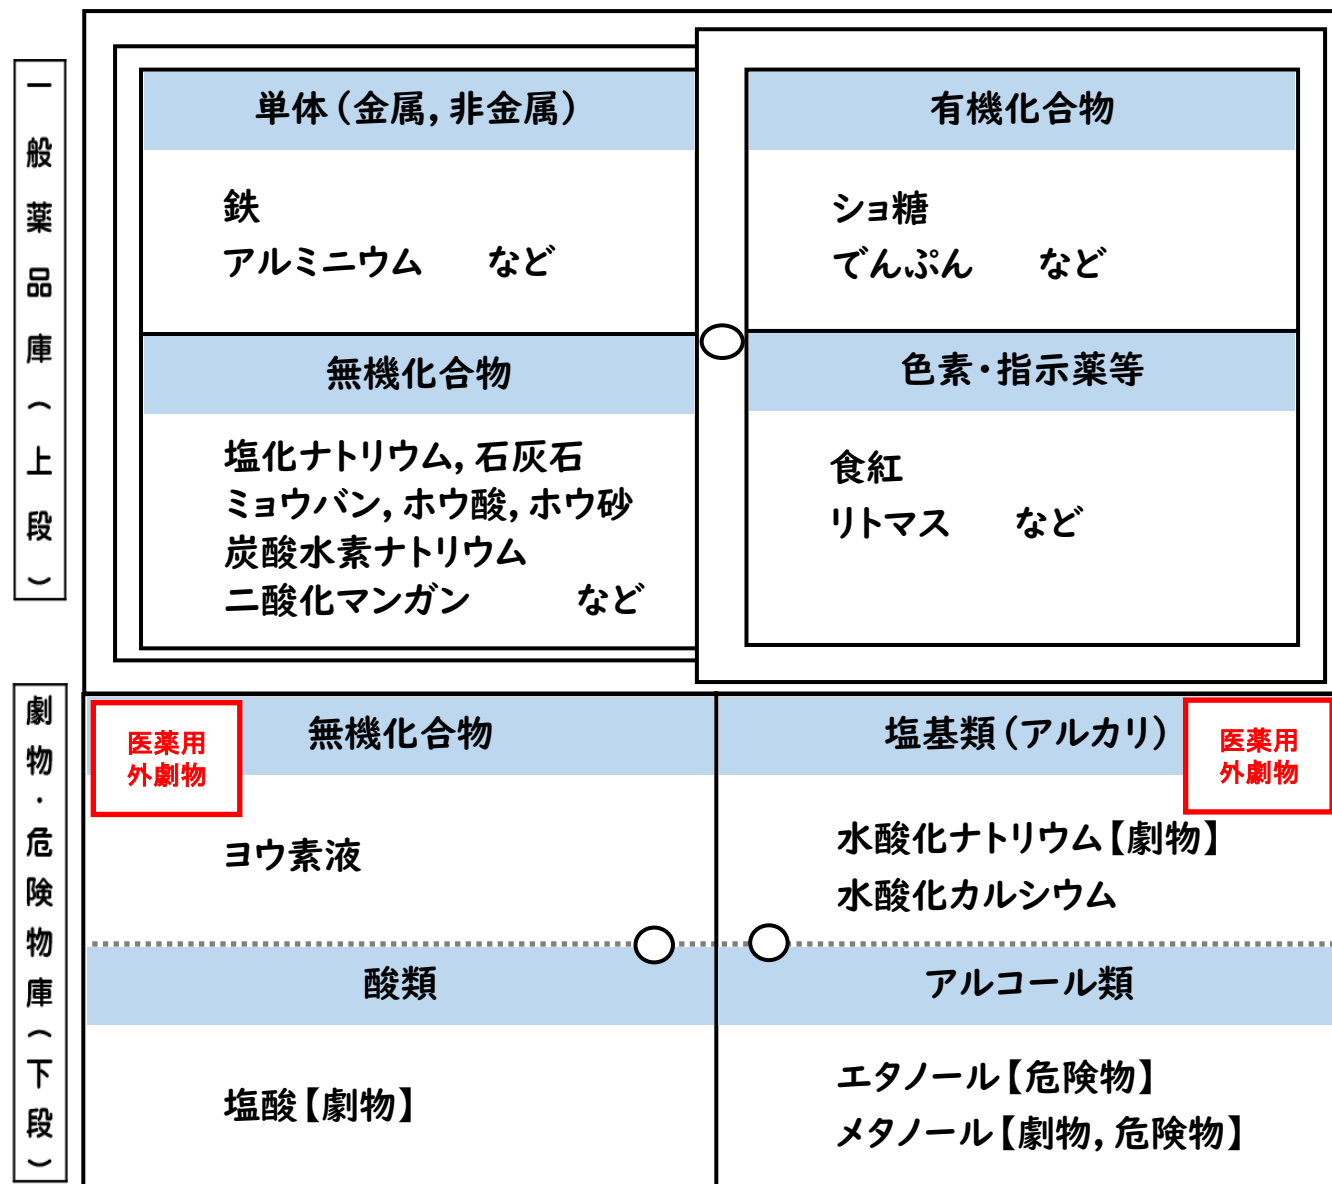 一般薬品庫(上段)
単体(金属,非金属)
鉄
アルミニウム　など
無機化合物
塩化ナトリウム,石灰石
ミョウバン,ホウ酸,ホウ砂
炭酸水素ナトリウム
二酸化マンガン　など
有機化合物
ショ糖
でんぷん　など
色素・指示薬等
食紅
リトマス　など
劇物・危険物庫(下段)
医薬用
外劇物
無機化合物
ヨウ素液
酸類
塩酸【劇物】
塩基類(アルカリ)
医薬用
外劇物
水酸化ナトリウム【劇物】
水酸化カルシウム
アルコール類
エタノール【危険物】
メタノール【劇物,危険物】